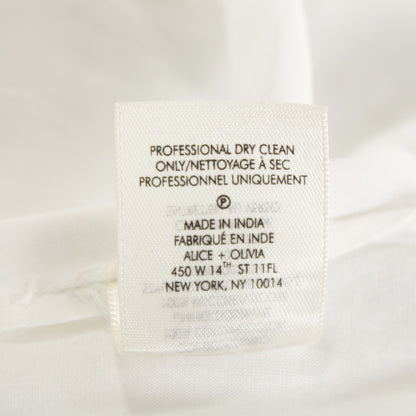 PROFESSIONAL DRY CLEAN
ONLY/NETTOYAGE À SEC
PROFESSIONNEL UNIQUEMENT
Ⓟ
MADE IN INDIA
FABRIQUÉ EN INDE
ALICE + OLIVIA
450 W 14TH ST 11FL
NEW YORK, NY 10014